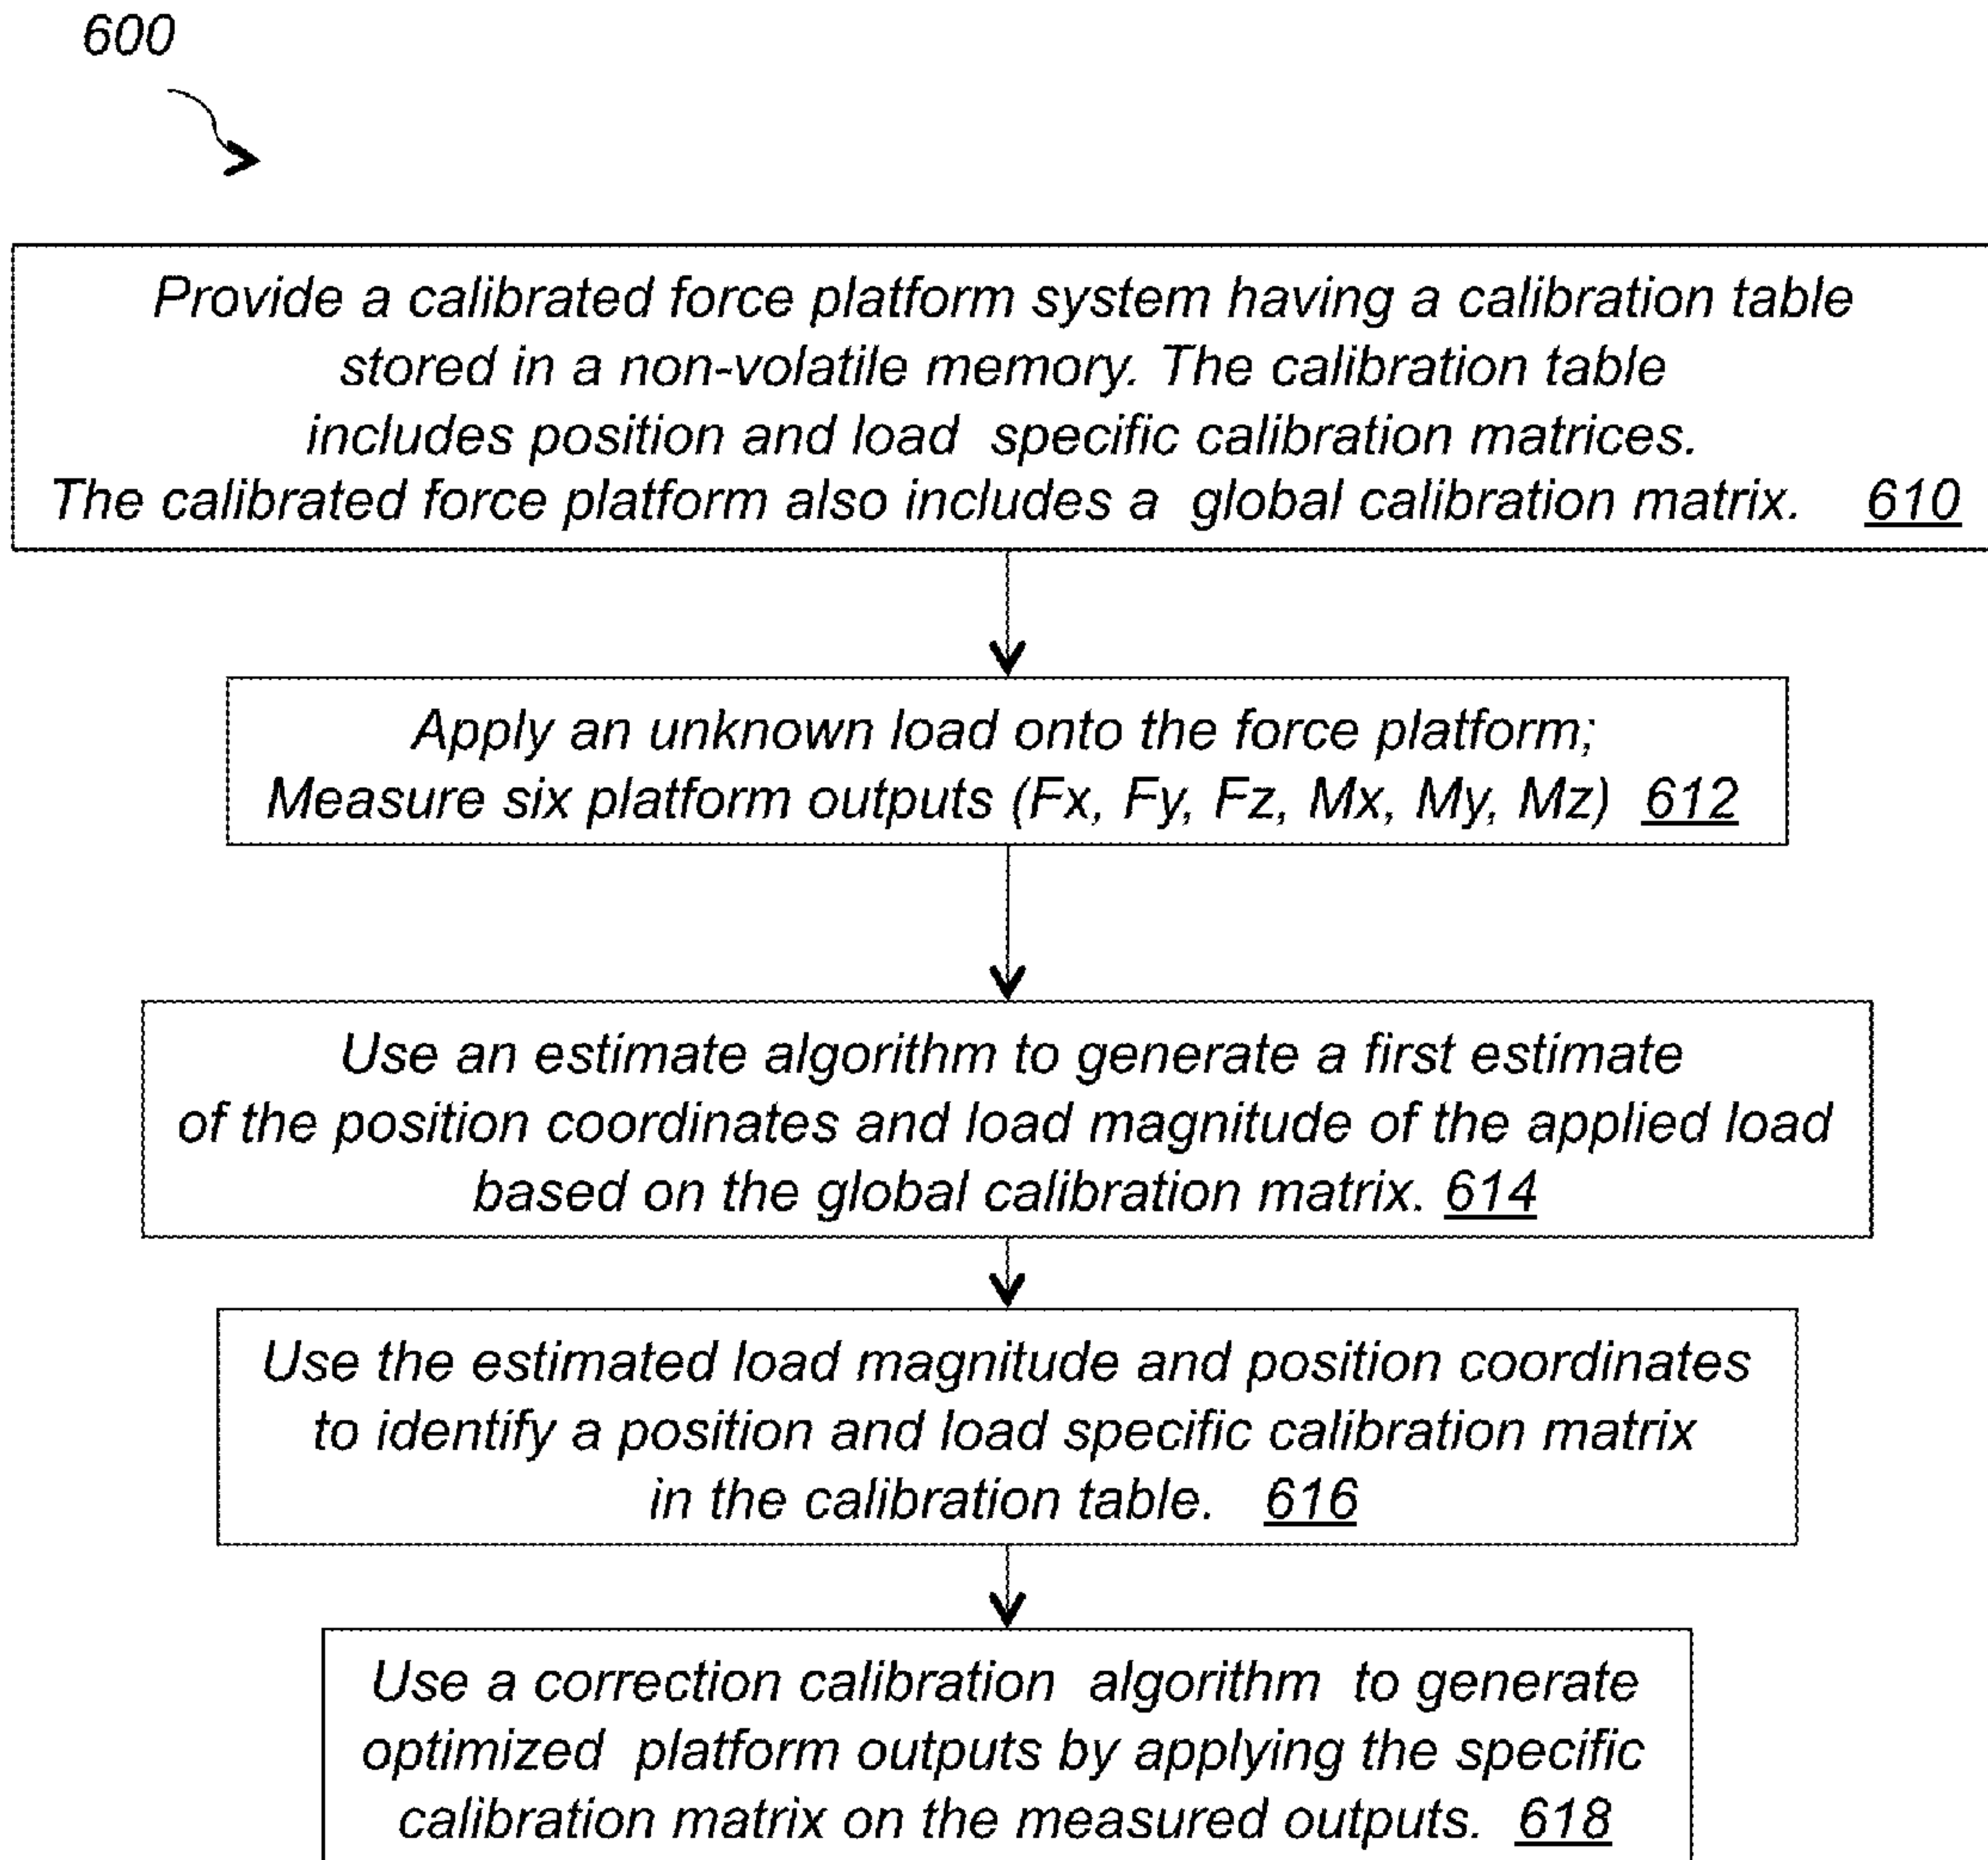 600
Provide a calibrated force platform system having a calibration table
stored in a non-volatile memory. The calibration table
includes position and load specific calibration matrices.
The calibrated force platform also includes a global calibration matrix. 610
Apply an unknown load onto the force platform;
Measure six platform outputs (Fx, Fy, Fz, Mx, My, Mz) 612
Use an estimate algorithm to generate a first estimate
of the position coordinates and load magnitude of the applied load
based on the global calibration matrix. 614
Use the estimated load magnitude and position coordinates
to identify a position and load specific calibration matrix
in the calibration table. 616
Use a correction calibration algorithm to generate
optimized platform outputs by applying the specific
calibration matrix on the measured outputs. 618